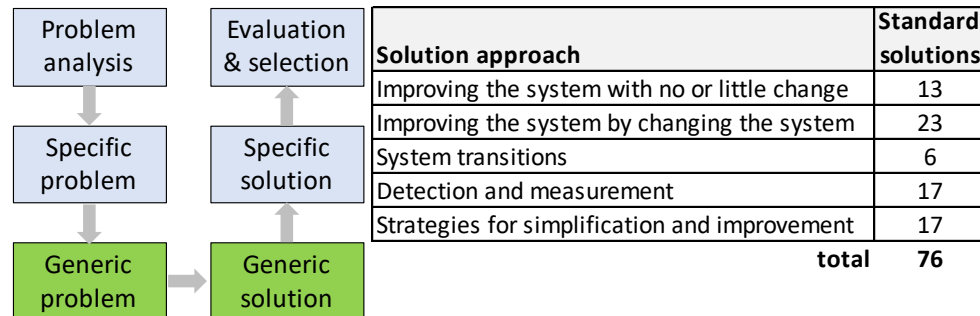 Problem
analysis
Specific
problem
Generic
problem
Generic
solution
Specific
solution
Evaluation
& selection
Solution approach Standard
solutions
Improving the system with no or little change 13
Improving the system by changing the system 23
System transitions 6
Detection and measurement 17
Strategies for simplification and improvement 17
total 76